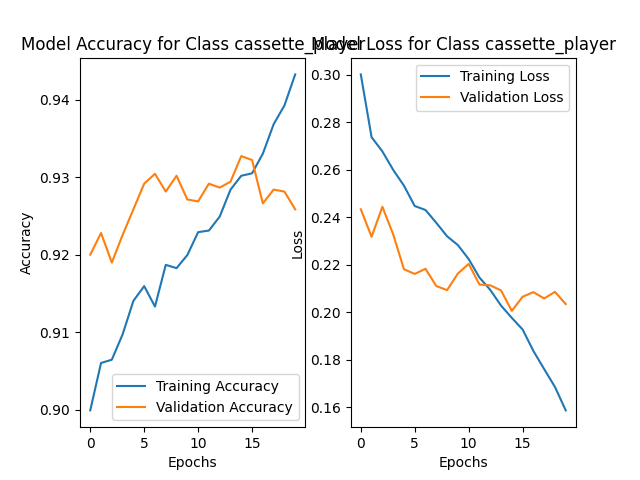 Model Accuracy for Class cassette_player
Model Loss for Class cassette_player
Accuracy
0.94
0.93
0.92
0.91
0.90
Training Accuracy
Validation Accuracy
0
5
10
15
Epochs
Loss
0.30
0.28
0.26
0.24
0.22
0.20
0.18
0.16
Training Loss
Validation Loss
0
5
10
15
Epochs